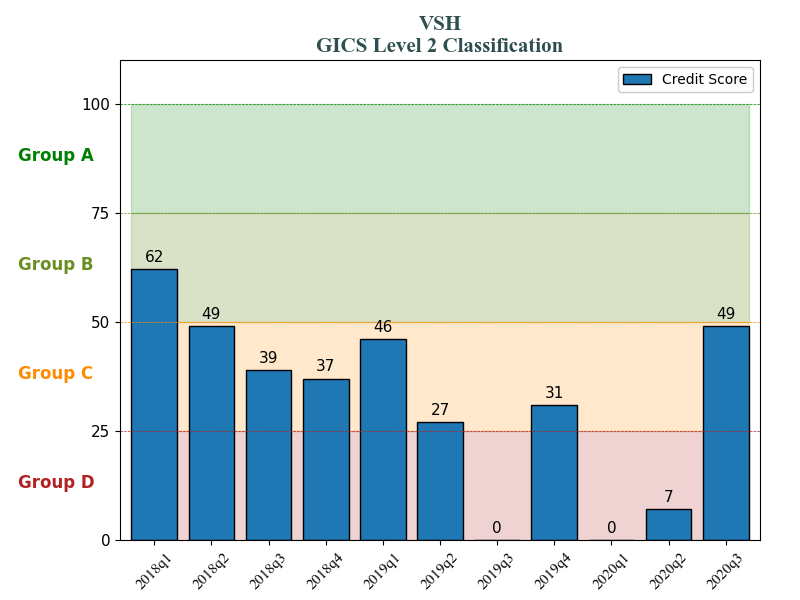 VSH
GICS Level 2 Classification
Credit Score
100
Group A
75
Group B
62
50
49
39
37
46
27
0
31
0
7
49
Group C
25
Group D
0
2018q1
2018q2
2018q3
2018q4
2019q1
2019q2
2019q3
2019q4
2020q1
2020q2
2020q3